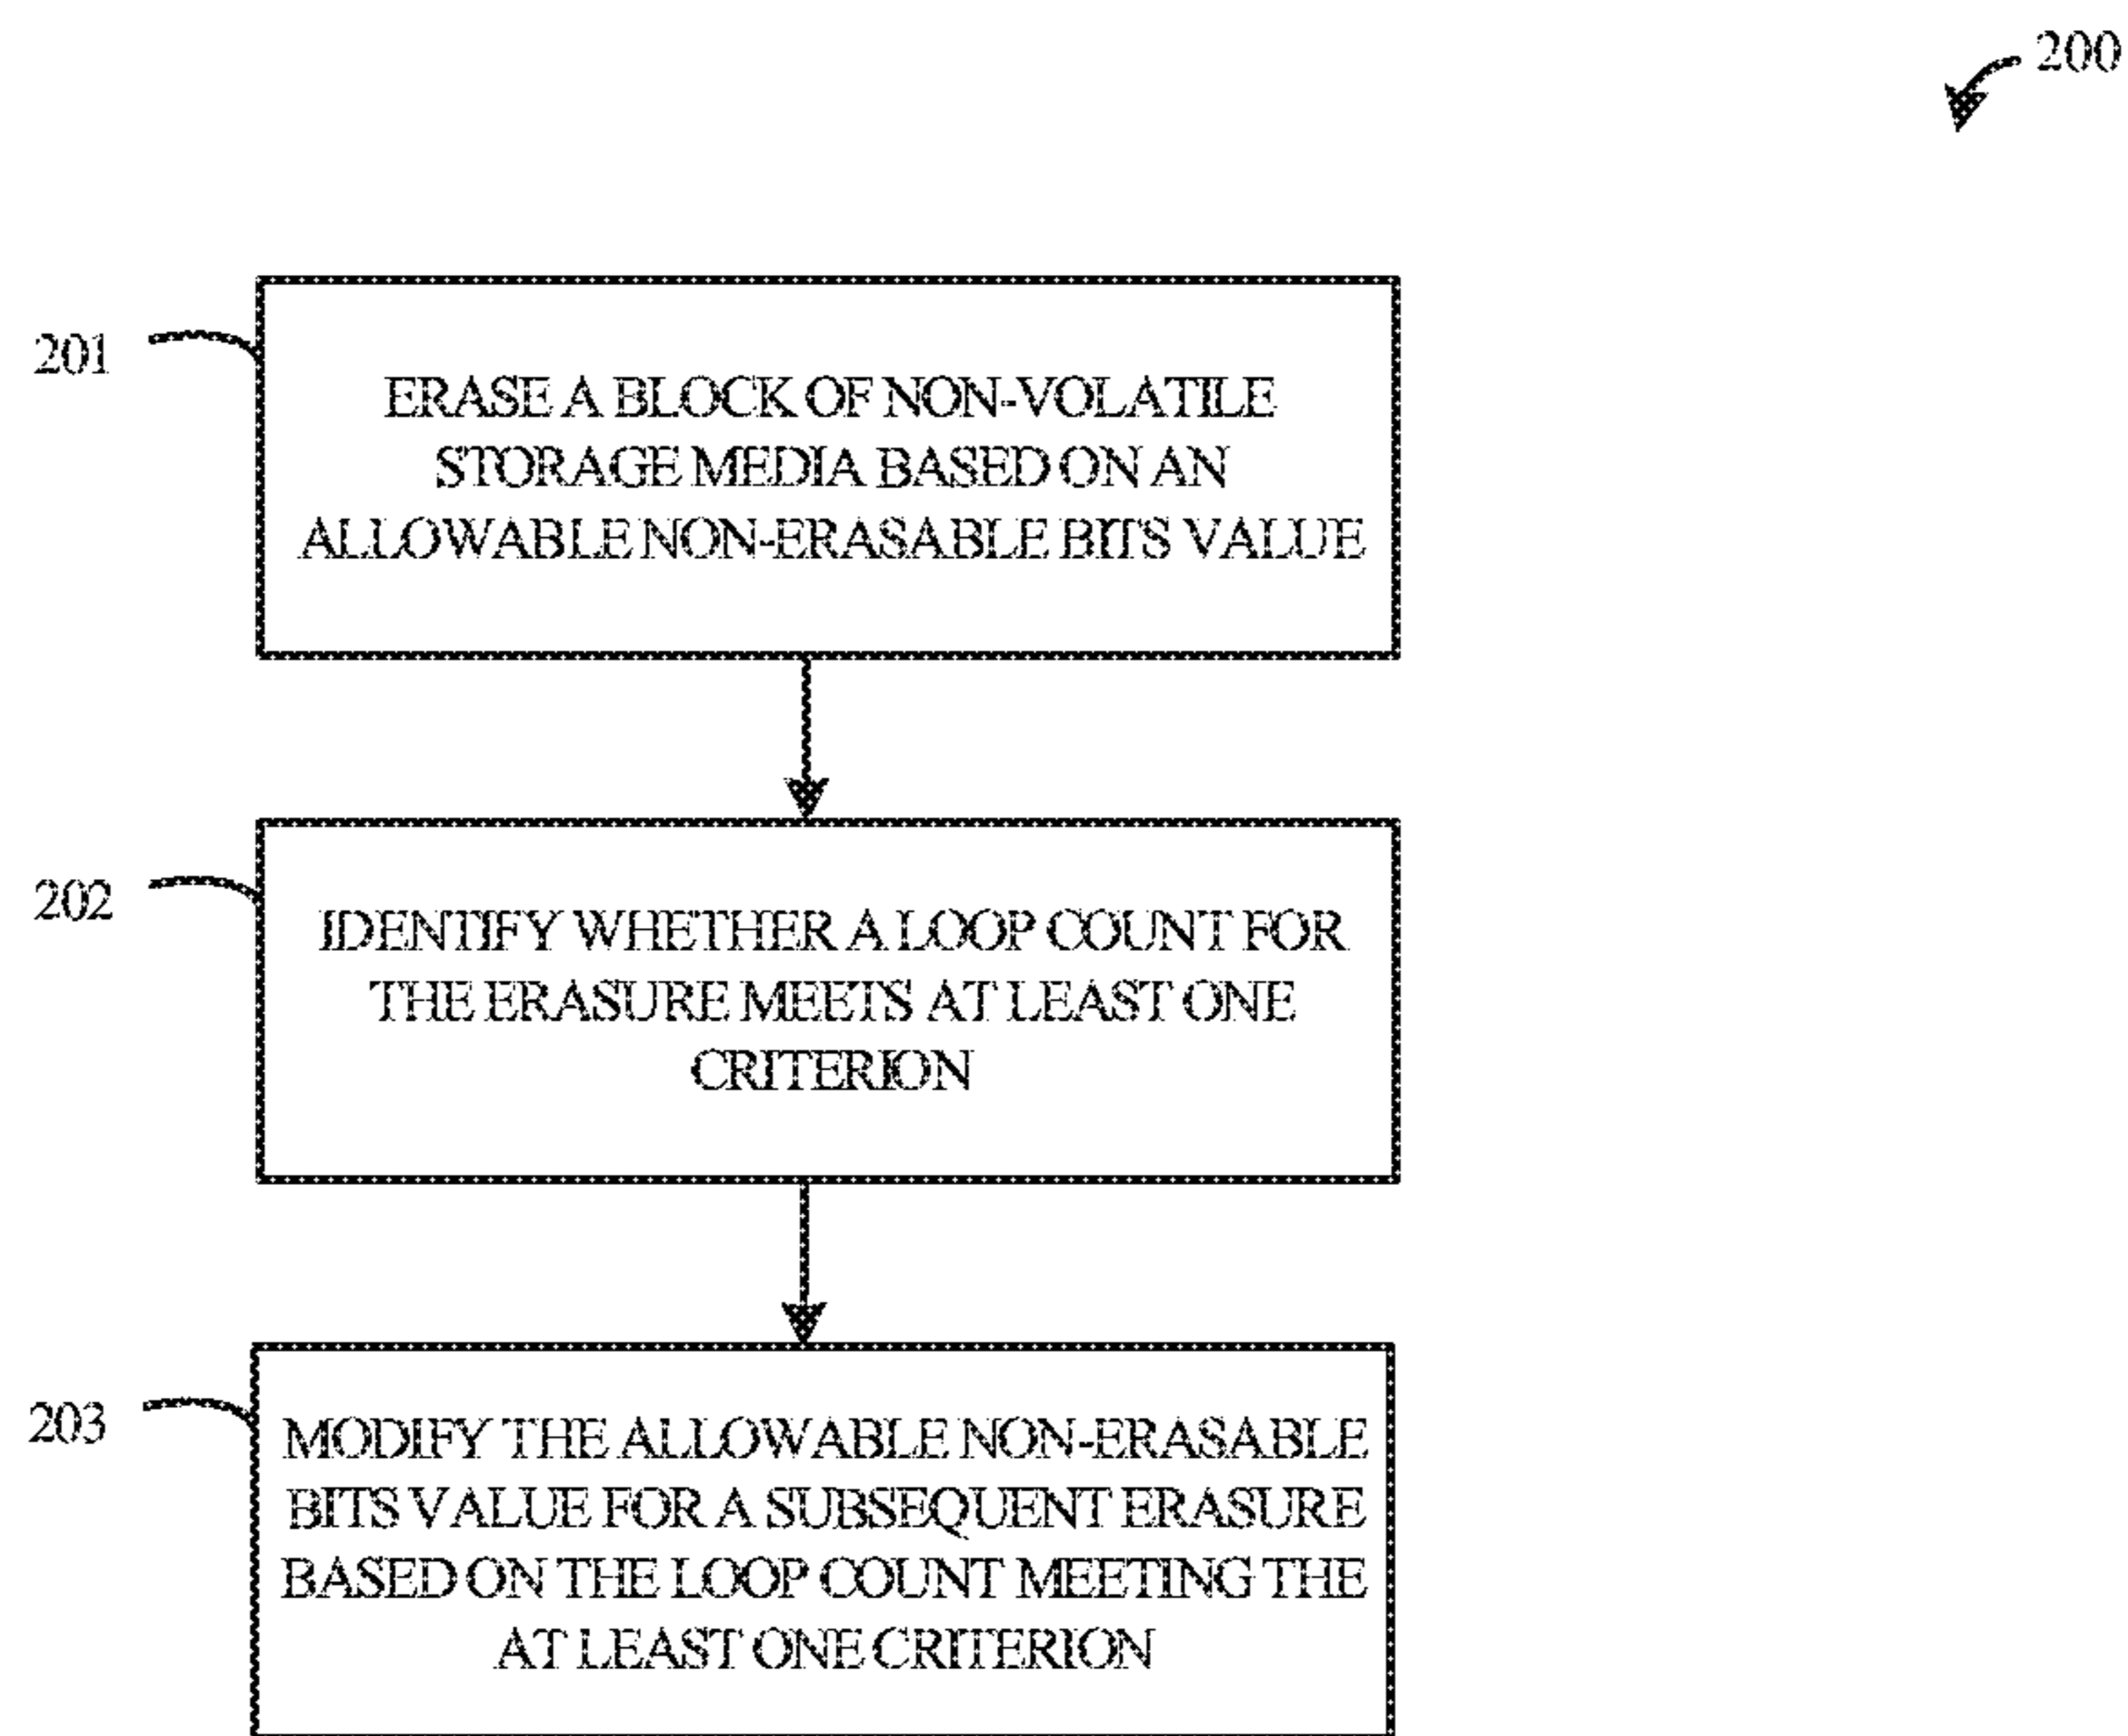 200
201
ERASE A BLOCK OF NON-VOLATILE
STORAGE MEDIA BASED ON AN
ALLOWABLE NON-ERASABLE BITS VALUE
202
IDENTIFY WHETHER A LOOP COUNT FOR
THE ERASURE MEETS AT LEAST ONE
CRITERION
203
MODIFY THE ALLOWABLE NON-ERASABLE
BITS VALUE FOR A SUBSEQUENT ERASURE
BASED ON THE LOOP COUNT MEETING THE
AT LEAST ONE CRITERION